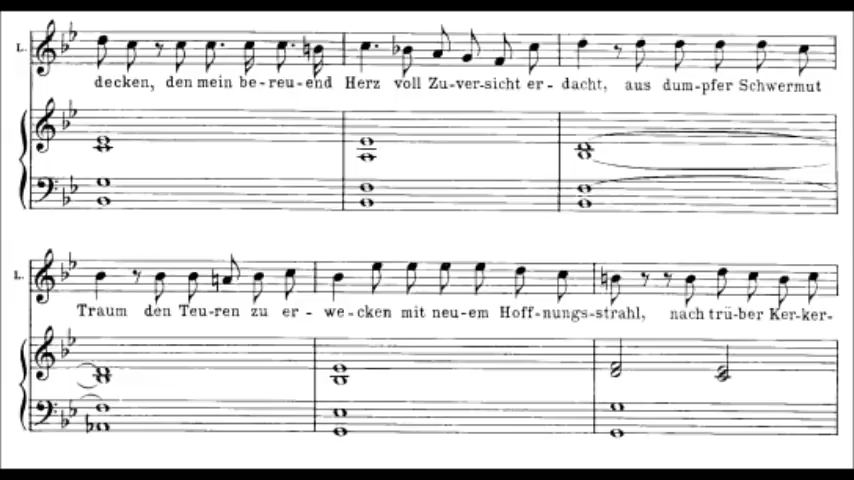 L.
decken, den mein be-reu-end Herz voll Zu-ver-sicht er-dacht, aus dum-pfer Schwermut
L.
Traum den Teu-ren zu er-we-cken mit neu-em Hoff-nungs-strahl, nach trü-ber Ker-ker-